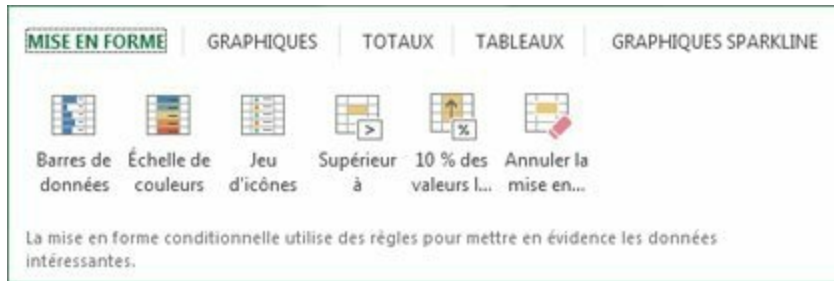 MISE EN FORME GRAPHIQUES TOTAUX TABLEAUX GRAPHIQUES SPARKLINE
Barres de données
Échelle de couleurs
Jeu d'icônes
Supérieur à
10 % des valeurs l...
Annuler la mise en...
La mise en forme conditionnelle utilise des règles pour mettre en évidence les données
intéressantes.